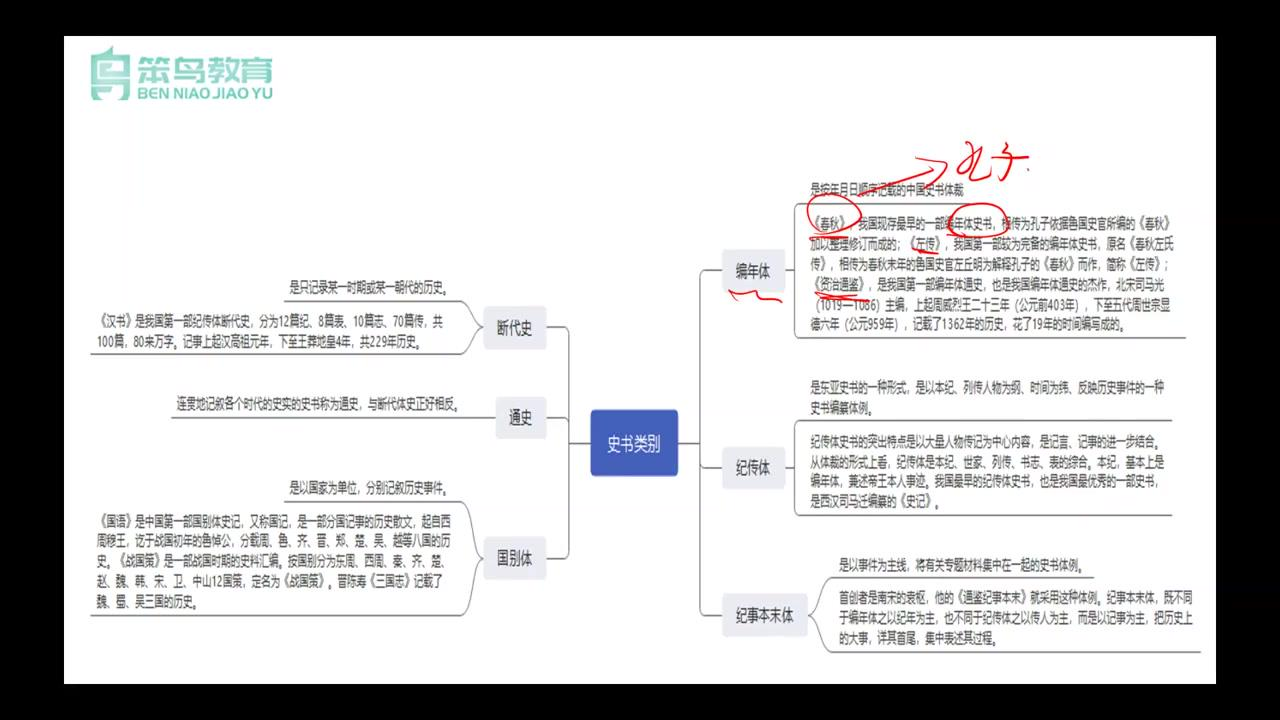 笨鸟教育
BEN NIAO JIAO YU
孔子
是按年月日顺序记载的中国史书体裁
《春秋》,我国现存最早的一部编年体史书,相传为孔子依据鲁国史官所编的《春秋》
加以整理修订而成的;《左传》,我国第一部较为完备的编年体史书,原名《春秋左氏
传》,相传为春秋末年的鲁国史官左丘明为解释孔子的《春秋》而作,简称《左传》;
《资治通鉴》,是我国第一部编年体通史,也是我国编年体通史的杰作,北宋司马光
(1019—1086)主编,上起周威烈王二十三年(公元前403年),下至五代周世宗显
德六年(公元959年),记载了1362年的历史,花了19年的时间编写成的。
编年体
是只记录某一时期或某一朝代的历史。
《汉书》是我国第一部纪传体断代史,分为12篇纪、8篇表、10篇志、70篇传,共
100篇,80来万字。记事上起汉高祖元年,下至王莽地皇4年,共229年历史。
断代史
连贯地记叙各个时代的史实的史书称为通史,与断代体史正好相反。
通史
史书类别
是东亚史书的一种形式,是以本纪、列传人物为纲、时间为纬、反映历史事件的一种
史书编纂体例。
纪传体史书的突出特点是以大量人物传记为中心内容,是记言、记事的进一步结合。
从体裁的形式上看,纪传体是本纪、世家、列传、书志、表的综合。本纪,基本上是
编年体,兼述帝王本人事迹。我国最早的纪传体史书,也是我国最优秀的一部史书,
是西汉司马迁编纂的《史记》。
纪传体
是以国家为单位,分别记叙历史事件。
《国语》是中国第一部国别体史记,又称国记,是一部分国记事的历史散文,起自西
周穆王,讫于战国初年的鲁悼公,分载周、鲁、齐、晋、郑、楚、吴、越等八国的历
史。《战国策》是一部战国时期的史料汇编。按国别分为东周、西周、秦、齐、楚、
赵、魏、韩、宋、卫、中山12国策,定名为《战国策》。晋陈寿《三国志》记载了
魏、蜀、吴三国的历史。
国别体
是以事件为主线,将有关专题材料集中在一起的史书体例。
首创者是南宋的袁枢,他的《通鉴纪事本末》就采用这种体例。纪事本末体,既不同
于编年体之以纪年为主,也不同于纪传体之以传人为主,而是以记事为主,把历史上
的大事,详其首尾,集中表述其过程。
纪事本末体